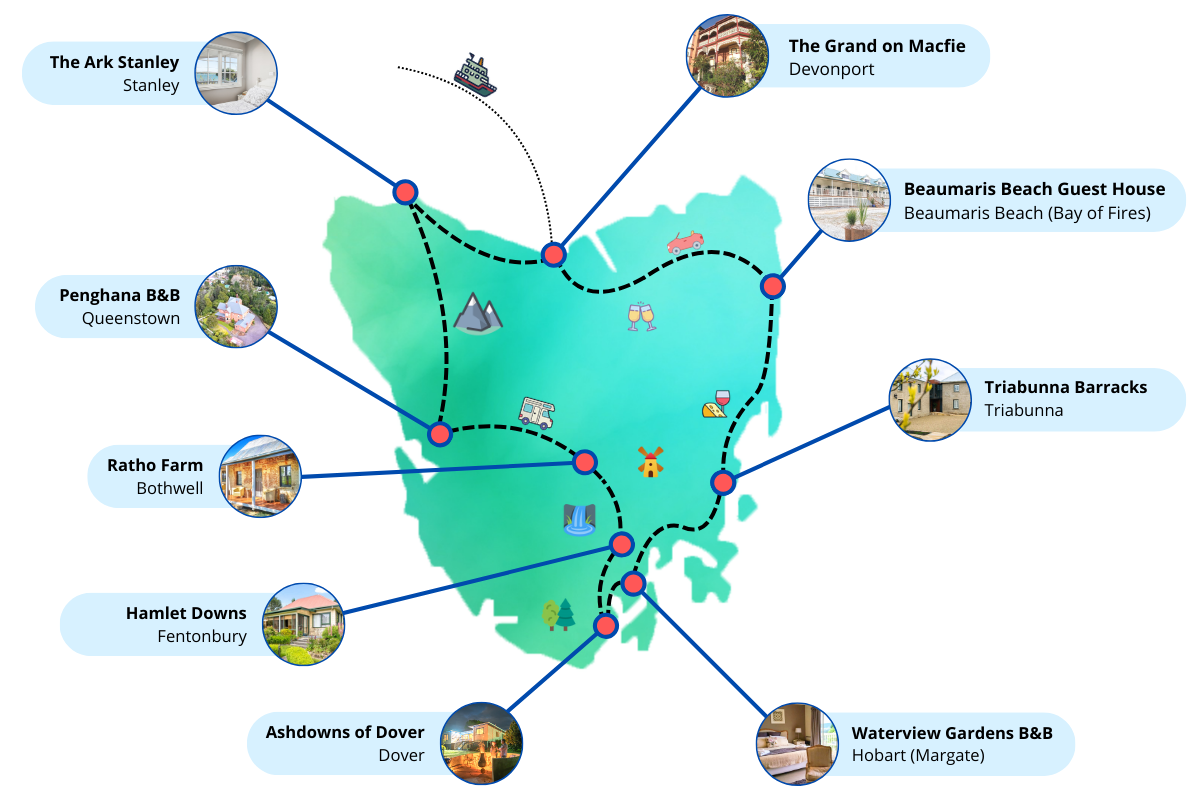 The Ark Stanley
Stanley
The Grand on Macfie
Devonport
Beaumaris Beach Guest House
Beaumaris Beach (Bay of Fires)
Penghana B&B
Queenstown
Triabunna Barracks
Triabunna
Ratho Farm
Bothwell
Hamlet Downs
Fentonbury
Ashdowns of Dover
Dover
Waterview Gardens B&B
Hobart (Margate)